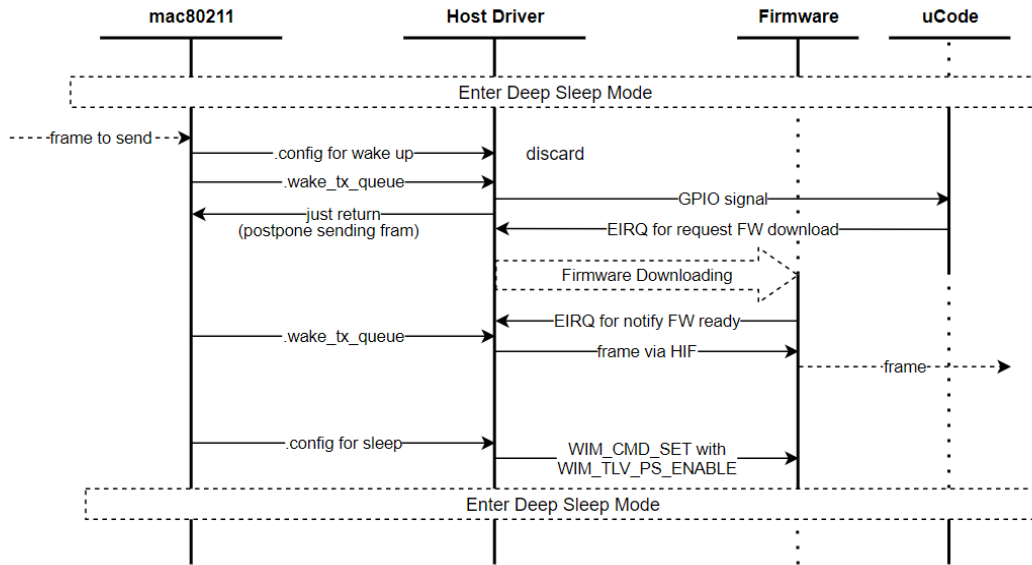 mac80211
Host Driver
Firmware
uCode
Enter Deep Sleep Mode
frame to send
.config for wake up
discard
.wake_tx_queue
GPIO signal
just return
(postpone sending fram)
EIRQ for request FW download
Firmware Downloading
EIRQ for notify FW ready
.wake_tx_queue
frame via HIF
frame
.config for sleep
WIM_CMD_SET with
WIM_TLV_PS_ENABLE
Enter Deep Sleep Mode